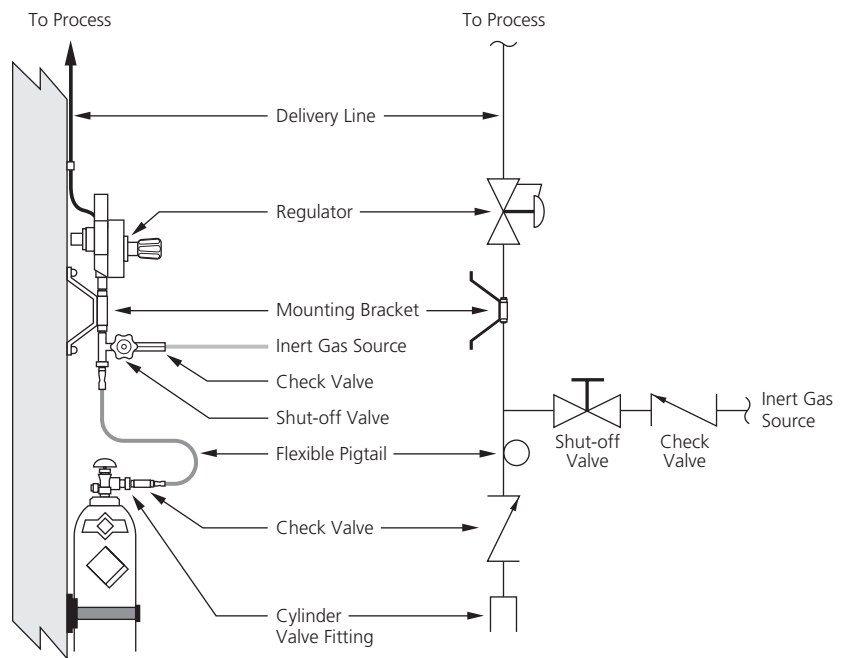 To Process
To Process
Delivery Line
Regulator
Mounting Bracket
Inert Gas Source
Check Valve
Shut-off Valve
Flexible Pigtail
Check Valve
Cylinder
Valve Fitting
Shut-off
Valve
Check
Valve
Inert Gas
Source